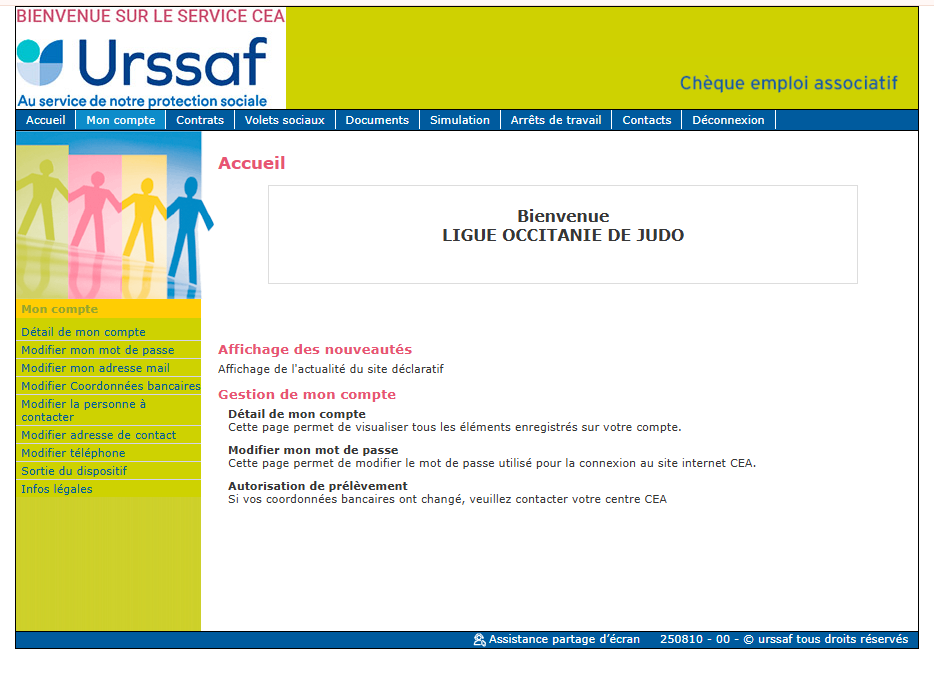 BIENVENUE SUR LE SERVICE CEA
Urssaf
Au service de notre protection sociale
Chèque emploi associatif
Accueil Mon compte Contrats Volets sociaux Documents Simulation Arrêts de travail Contacts Déconnexion
Mon compte
Détail de mon compte
Modifier mon mot de passe
Modifier mon adresse mail
Modifier Coordonnées bancaires
Modifier la personne à
contacter
Modifier adresse de contact
Modifier téléphone
Sortie du dispositif
Infos légales
Accueil
Bienvenue
LIGUE OCCITANIE DE JUDO
Affichage des nouveautés
Affichage de l'actualité du site déclaratif
Gestion de mon compte
Détail de mon compte
Cette page permet de visualiser tous les éléments enregistrés sur votre compte.
Modifier mon mot de passe
Cette page permet de modifier le mot de passe utilisé pour la connexion au site internet CEA.
Autorisation de prélèvement
Si vos coordonnées bancaires ont changé, veuillez contacter votre centre CEA
Assistance partage d’écran 250810 - 00 - © urssaf tous droits réservés